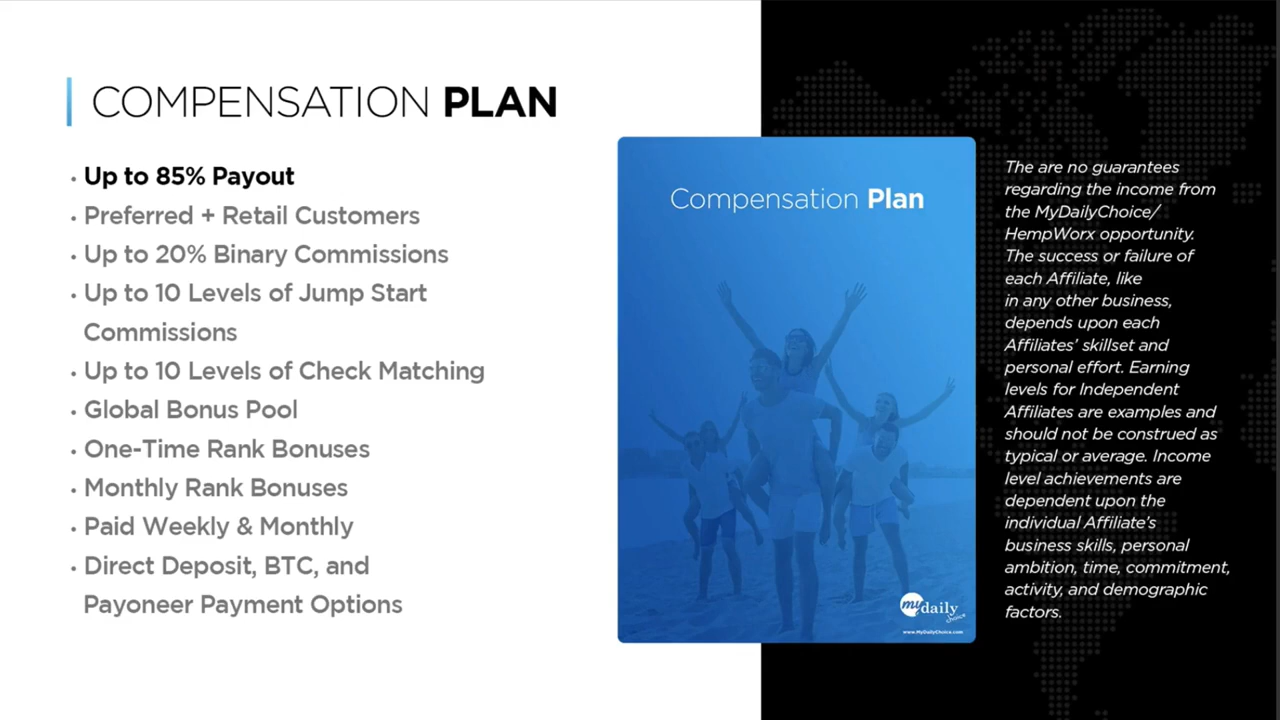 COMPENSATION PLAN
• Up to 85% Payout
• Preferred + Retail Customers
• Up to 20% Binary Commissions
• Up to 10 Levels of Jump Start
Commissions
• Up to 10 Levels of Check Matching
• Global Bonus Pool
• One-Time Rank Bonuses
• Monthly Rank Bonuses
• Paid Weekly & Monthly
• Direct Deposit, BTC, and
Payoneer Payment Options
Compensation Plan
my daily
choice
www.MyDailyChoice.com
The are no guarantees
regarding the income from
the MyDailyChoice/
HempWorx opportunity.
The success or failure of
each Affiliate, like
in any other business,
depends upon each
Affiliates' skillset and
personal effort. Earning
levels for Independent
Affiliates are examples and
should not be construed as
typical or average. Income
level achievements are
dependent upon the
individual Affiliate's
business skills, personal
ambition, time, commitment,
activity, and demographic
factors.